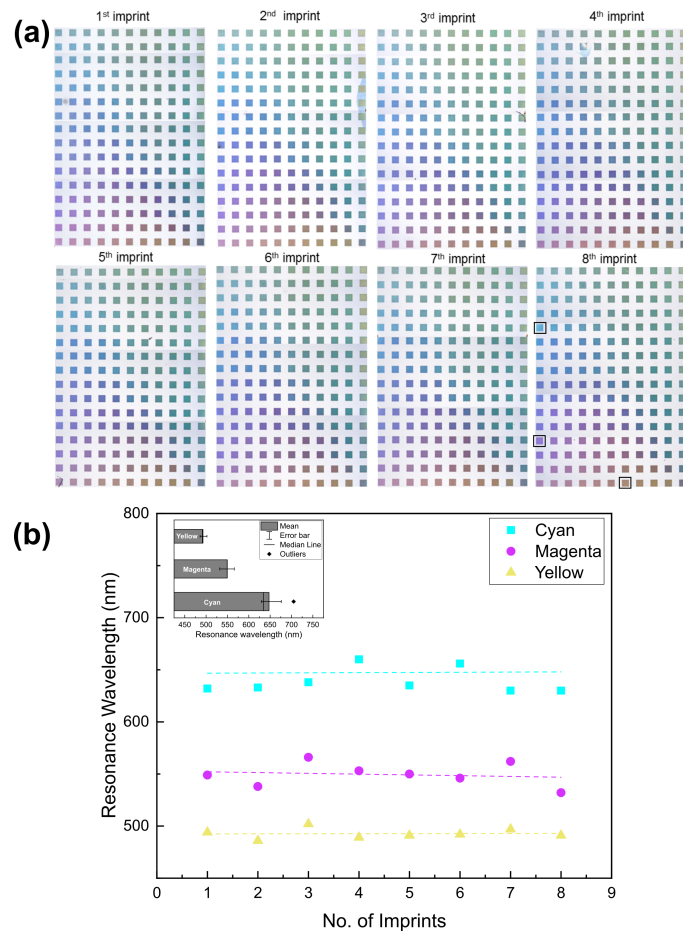 (a)
1st imprint
2nd imprint
3rd imprint
4th imprint
5th imprint
6th imprint
7th imprint
8th imprint
(b)
800
700
600
500
Resonance Wavelength (nm)
0 1 2 3 4 5 6 7 8 9
No. of Imprints
Cyan
Magenta
Yellow
Yellow
Magenta
Cyan
Mean
Error bar
Median Line
Outliers
450 500 550 600 650 700 750
Resonance wavelength (nm)